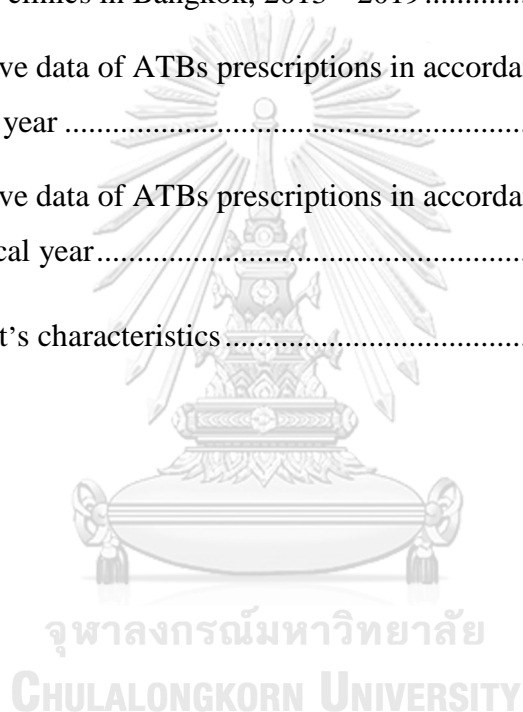 clinics in Bangkok, 2015 – 2019..............
ve data of ATBs prescriptions in accorda
year ..................................................
ve data of ATBs prescriptions in accorda
cal year..............................................
t’s characteristics..............................
จุฬาลงกรณ์มหาวิทยาลัย
CHULALONGKORN UNIVERSITY